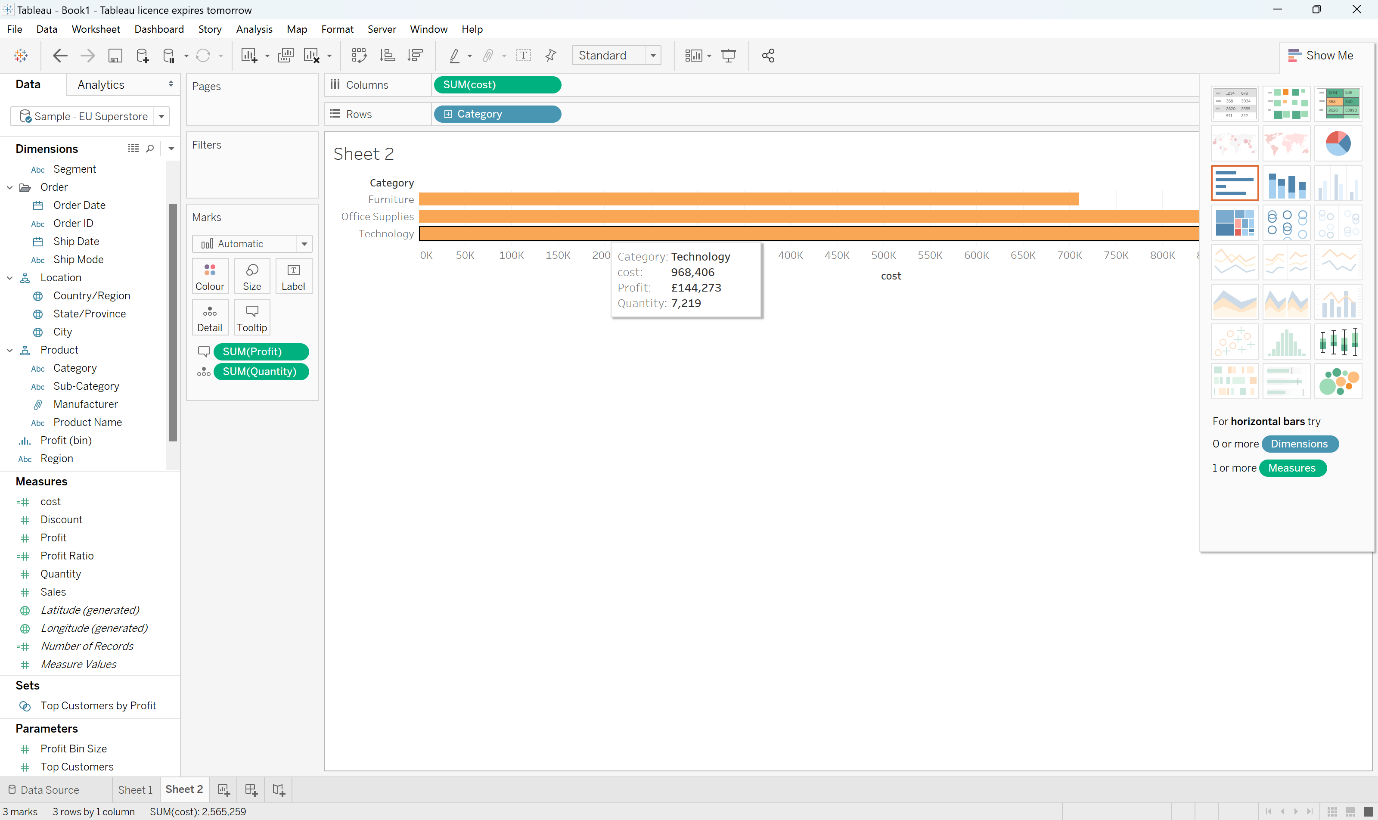 Tableau - Book1 - Tableau licence expires tomorrow
File Data Worksheet Dashboard Story Analysis Map Format Server Window Help
Standard
Show Me
Data Analytics
Sample - EU Superstore
Dimensions
Abc Segment
Order
Order Date
Abc Order ID
Ship Date
Abc Ship Mode
Location
Country/Region
State/Province
City
Product
Abc Category
Abc Sub-Category
Manufacturer
Abc Product Name
Profit (bin)
Abc Region
Measures
cost
Discount
Profit
Profit Ratio
Quantity
Sales
Latitude (generated)
Longitude (generated)
Number of Records
Measure Values
Sets
Top Customers by Profit
Parameters
Profit Bin Size
Top Customers
Pages
Filters
Marks
Automatic
Colour Size Label
Detail Tooltip
SUM(Profit)
SUM(Quantity)
Columns SUM(cost)
Rows Category
Sheet 2
Category
Furniture
Office Supplies
Technology
0K 50K 100K 150K 400K 450K 500K 550K 600K 650K 700K 750K 800K
cost
Category: Technology
cost: 968,406
Profit: £144,273
Quantity: 7,219
For horizontal bars try
0 or more Dimensions
1 or more Measures
Data Source Sheet 1 Sheet 2
3 marks 3 rows by 1 column SUM(cost): 2,565,259